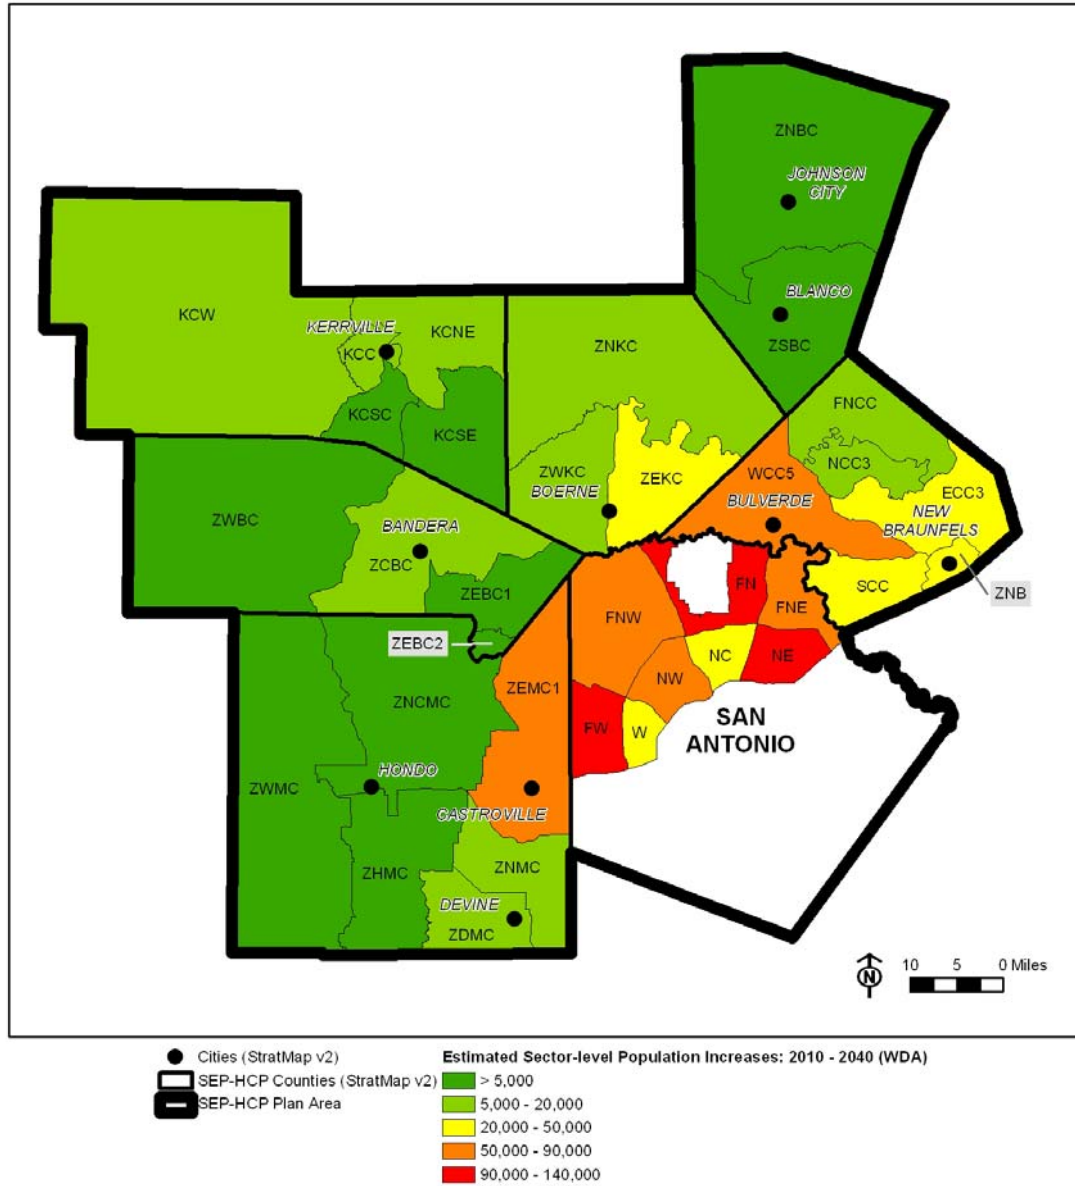 ZNBC
JOHNSON
CITY
BLANCO
ZSBC
KCW
KERRVILLE
KCNE
KCC
ZNKC
KCSC
KCSE
FNCC
NCC3
ZWKC
BOERNE
ZEKC
WCC5
BULVERDE
ECC3
NEW
BRAUNFELS
ZWBC
BANDERA
ZCBC
ZEBC1
ZEBC2
FN
FNE
SCC
ZNB
FNW
NC
NE
NW
ZEMC1
ZNCMC
FW
W
SAN
ANTONIO
ZWMC
HONDO
CASTROVILLE
ZHMC
ZNMC
DEVINE
ZDMC
N
10 5 0 Miles
Cities (StratMap v2)
SEP-HCP Counties (StratMap v2)
SEP-HCP Plan Area
Estimated Sector-level Population Increases: 2010 - 2040 (WDA)
> 5,000
5,000 - 20,000
20,000 - 50,000
50,000 - 90,000
90,000 - 140,000